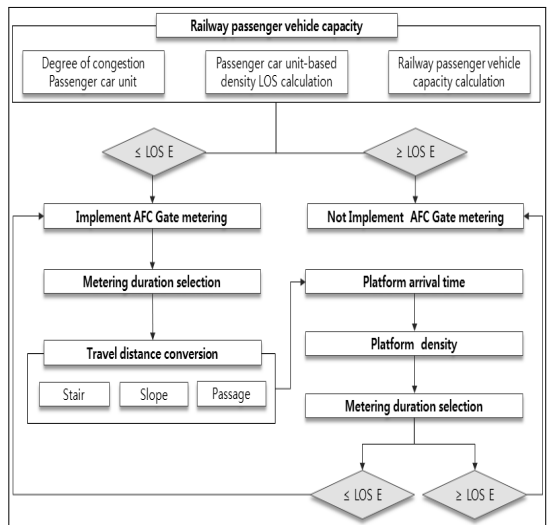 Railway passenger vehicle capacity
Degree of congestion
Passenger car unit
Passenger car unit-based
density LOS calculation
Railway passenger vehicle
capacity calculation
≤ LOS E
≥ LOS E
Implement AFC Gate metering
Not Implement AFC Gate metering
Metering duration selection
Platform arrival time
Travel distance conversion
Stair
Slope
Passage
Platform density
Metering duration selection
≤ LOS E
≥ LOS E